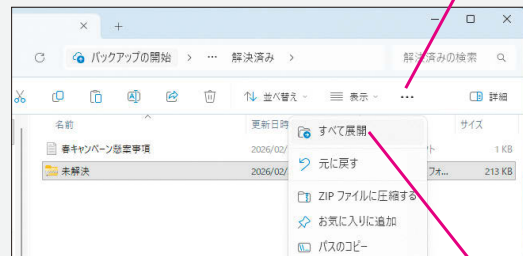 バックアップの開始 > … 解決済み >
解決済みの検索
並べ替え
表示
…
詳細
名前
更新日時
サイズ
春キャンペーン懸案事項
2026/02/
1 KB
未解決
2026/02/
フォ...
213 KB
すべて展開
元に戻す
ZIP ファイルに圧縮する
お気に入りに追加
パスのコピー